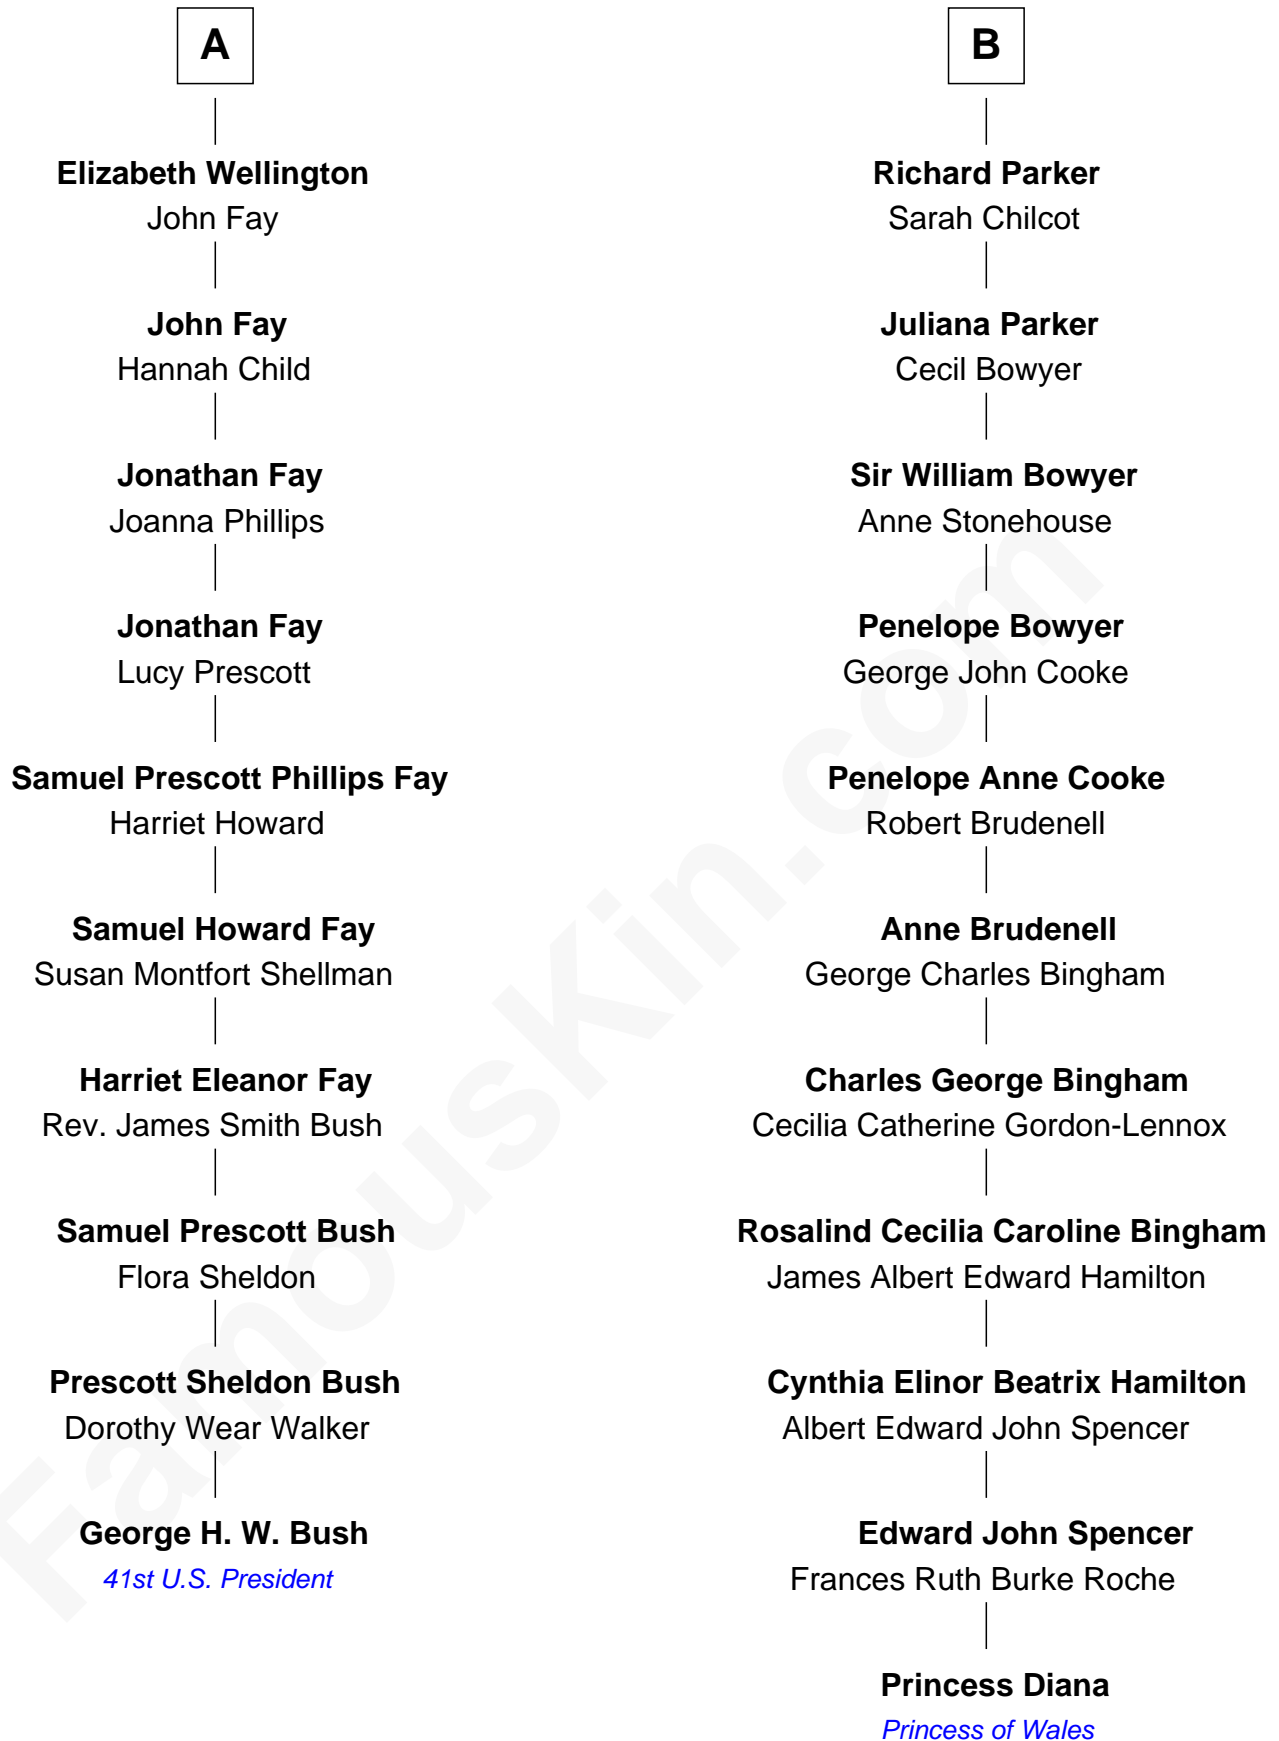 A
Elizabeth Wellington
John Fay
John Fay
Hannah Child
Jonathan Fay
Joanna Phillips
Jonathan Fay
Lucy Prescott
Samuel Prescott Phillips Fay
Harriet Howard
Samuel Howard Fay
Susan Montfort Shellman
Harriet Eleanor Fay
Rev. James Smith Bush
Samuel Prescott Bush
Flora Sheldon
Prescott Sheldon Bush
Dorothy Wear Walker
George H. W. Bush
41st U.S. President
B
Richard Parker
Sarah Chilcot
Juliana Parker
Cecil Bowyer
Sir William Bowyer
Anne Stonehouse
Penelope Bowyer
George John Cooke
Penelope Anne Cooke
Robert Brudenell
Anne Brudenell
George Charles Bingham
Charles George Bingham
Cecilia Catherine Gordon-Lennox
Rosalind Cecilia Caroline Bingham
James Albert Edward Hamilton
Cynthia Elinor Beatrix Hamilton
Albert Edward John Spencer
Edward John Spencer
Frances Ruth Burke Roche
Princess Diana
Princess of Wales
FamousKin.com